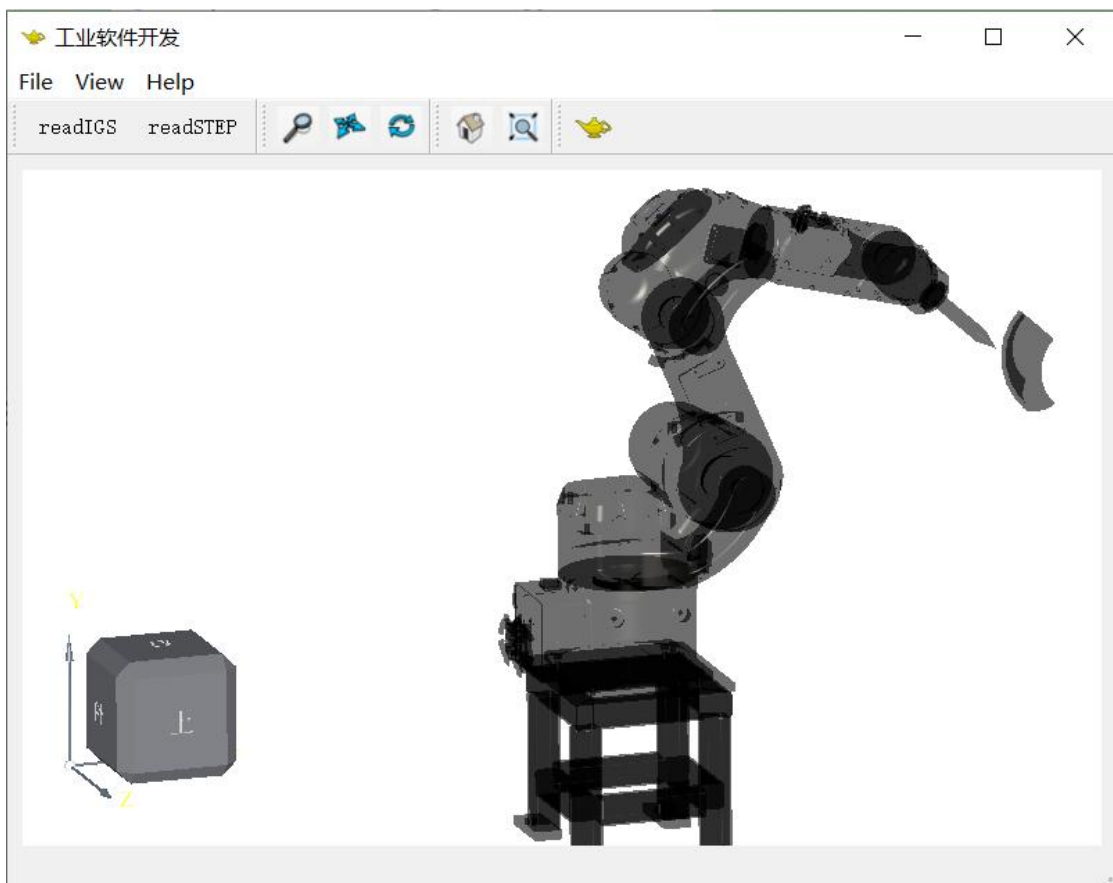 工业软件开发
File View Help
readIGS readSTEP
Y
上
Z